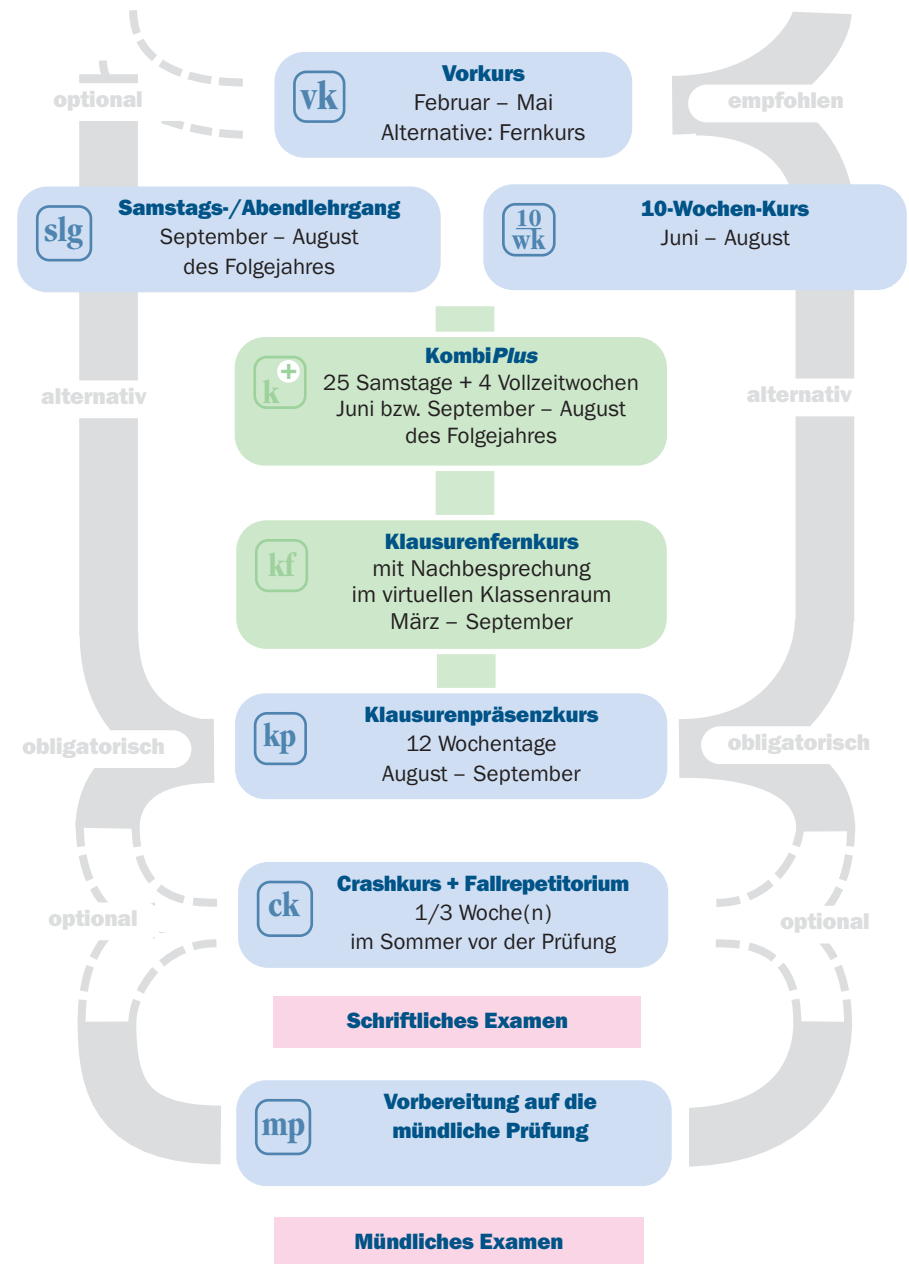 vk
Vorkurs
Februar – Mai
Alternative: Fernkurs
optional
empfohlen
slg
Samstags-/Abendlehrgang
September – August
des Folgejahres
10
wk
10-Wochen-Kurs
Juni – August
k+
KombiPlus
25 Samstage + 4 Vollzeitwochen
Juni bzw. September – August
des Folgejahres
alternativ
alternativ
kf
Klausurenfernkurs
mit Nachbesprechung
im virtuellen Klassenraum
März – September
kp
Klausurenpräsenzkurs
12 Wochentage
August – September
obligatorisch
obligatorisch
ck
Crashkurs + Fallrepetitorium
1/3 Woche(n)
im Sommer vor der Prüfung
optional
optional
Schriftliches Examen
mp
Vorbereitung auf die
mündliche Prüfung
Mündliches Examen